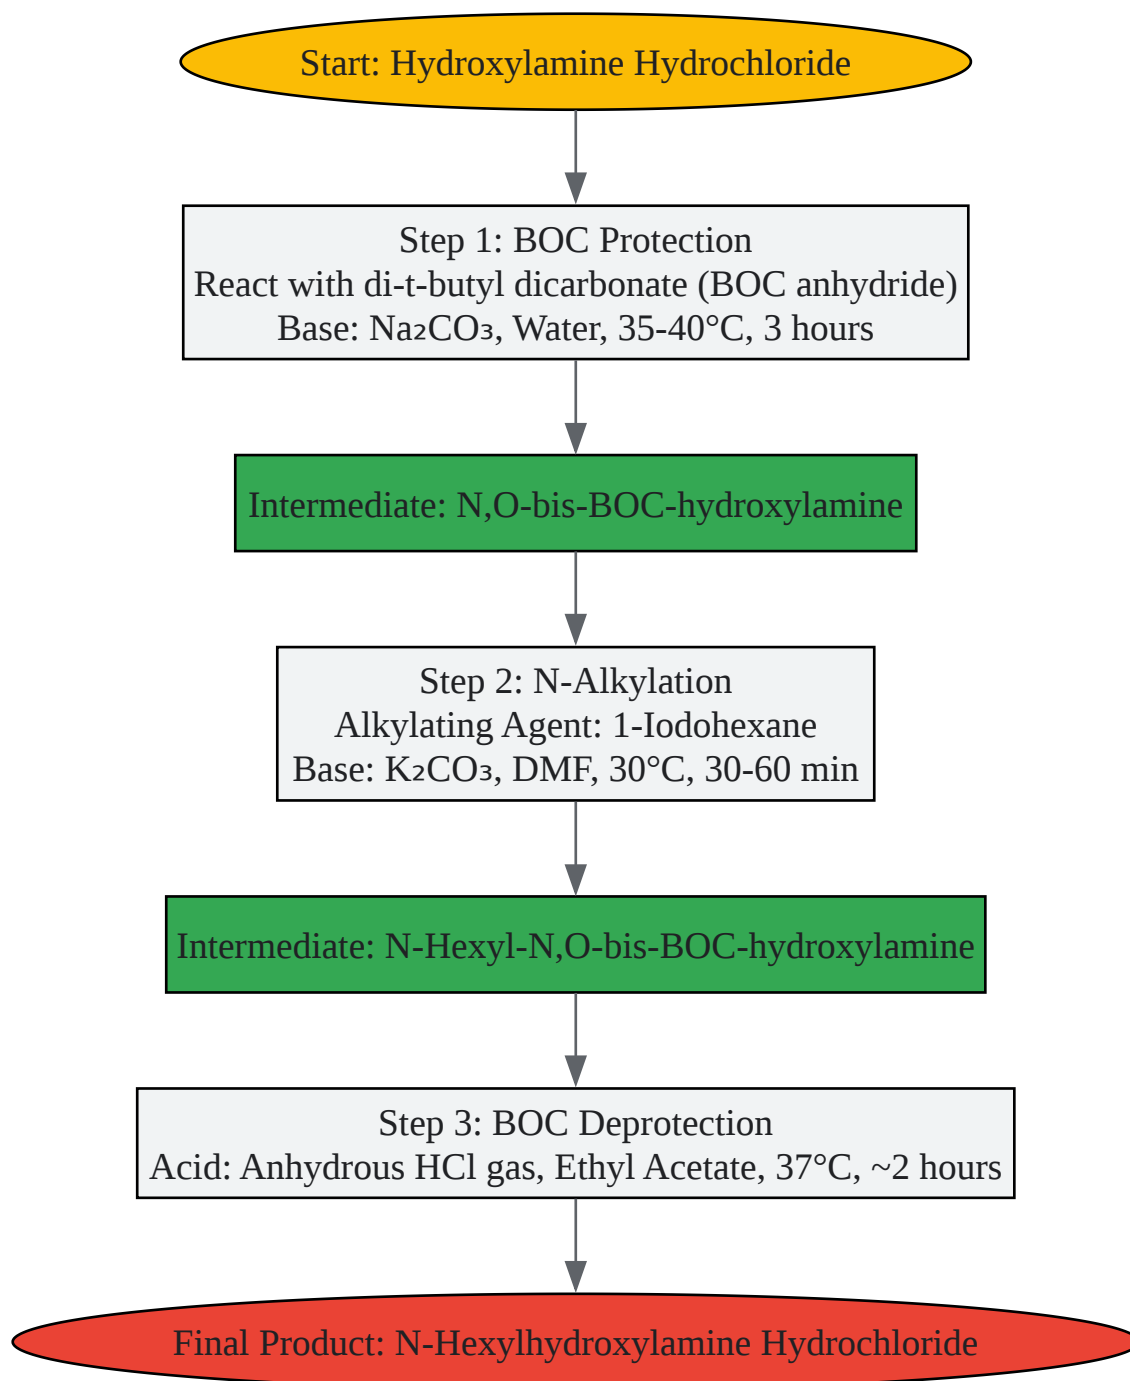 Start: Hydroxylamine Hydrochloride
Step 1: BOC Protection
React with di-t-butyl dicarbonate (BOC anhydride)
Base: Na₂CO₃, Water, 35-40°C, 3 hours
Intermediate: N,O-bis-BOC-hydroxylamine
Step 2: N-Alkylation
Alkylating Agent: 1-Iodohexane
Base: K₂CO₃, DMF, 30°C, 30-60 min
Intermediate: N-Hexyl-N,O-bis-BOC-hydroxylamine
Step 3: BOC Deprotection
Acid: Anhydrous HCl gas, Ethyl Acetate, 37°C, ~2 hours
Final Product: N-Hexylhydroxylamine Hydrochloride